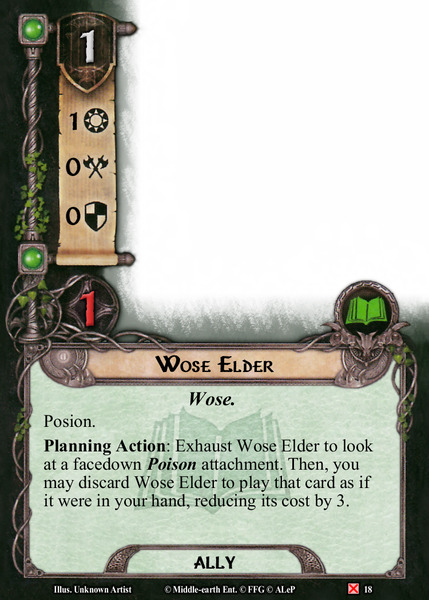 1
1
0
0
1
Wose Elder
Wose.
Posion.
Planning Action: Exhaust Wose Elder to look
at a facedown Poison attachment. Then, you
may discard Wose Elder to play that card as if
it were in your hand, reducing its cost by 3.
ALLY
Illus. Unknown Artist © Middle-earth Ent. © FFG © ALeP 18